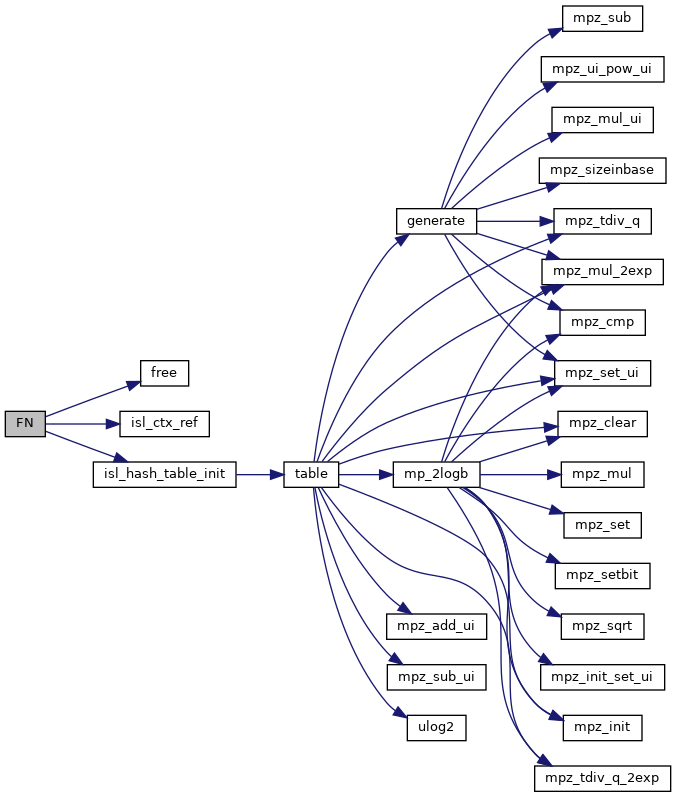 FN
free
isl_ctx_ref
isl_hash_table_init
table
generate
mp_2logb
mpz_add_ui
mpz_sub_ui
ulog2
mpz_sub
mpz_ui_pow_ui
mpz_mul_ui
mpz_sizeinbase
mpz_tdiv_q
mpz_mul_2exp
mpz_cmp
mpz_set_ui
mpz_clear
mpz_mul
mpz_set
mpz_setbit
mpz_sqrt
mpz_init_set_ui
mpz_init
mpz_tdiv_q_2exp